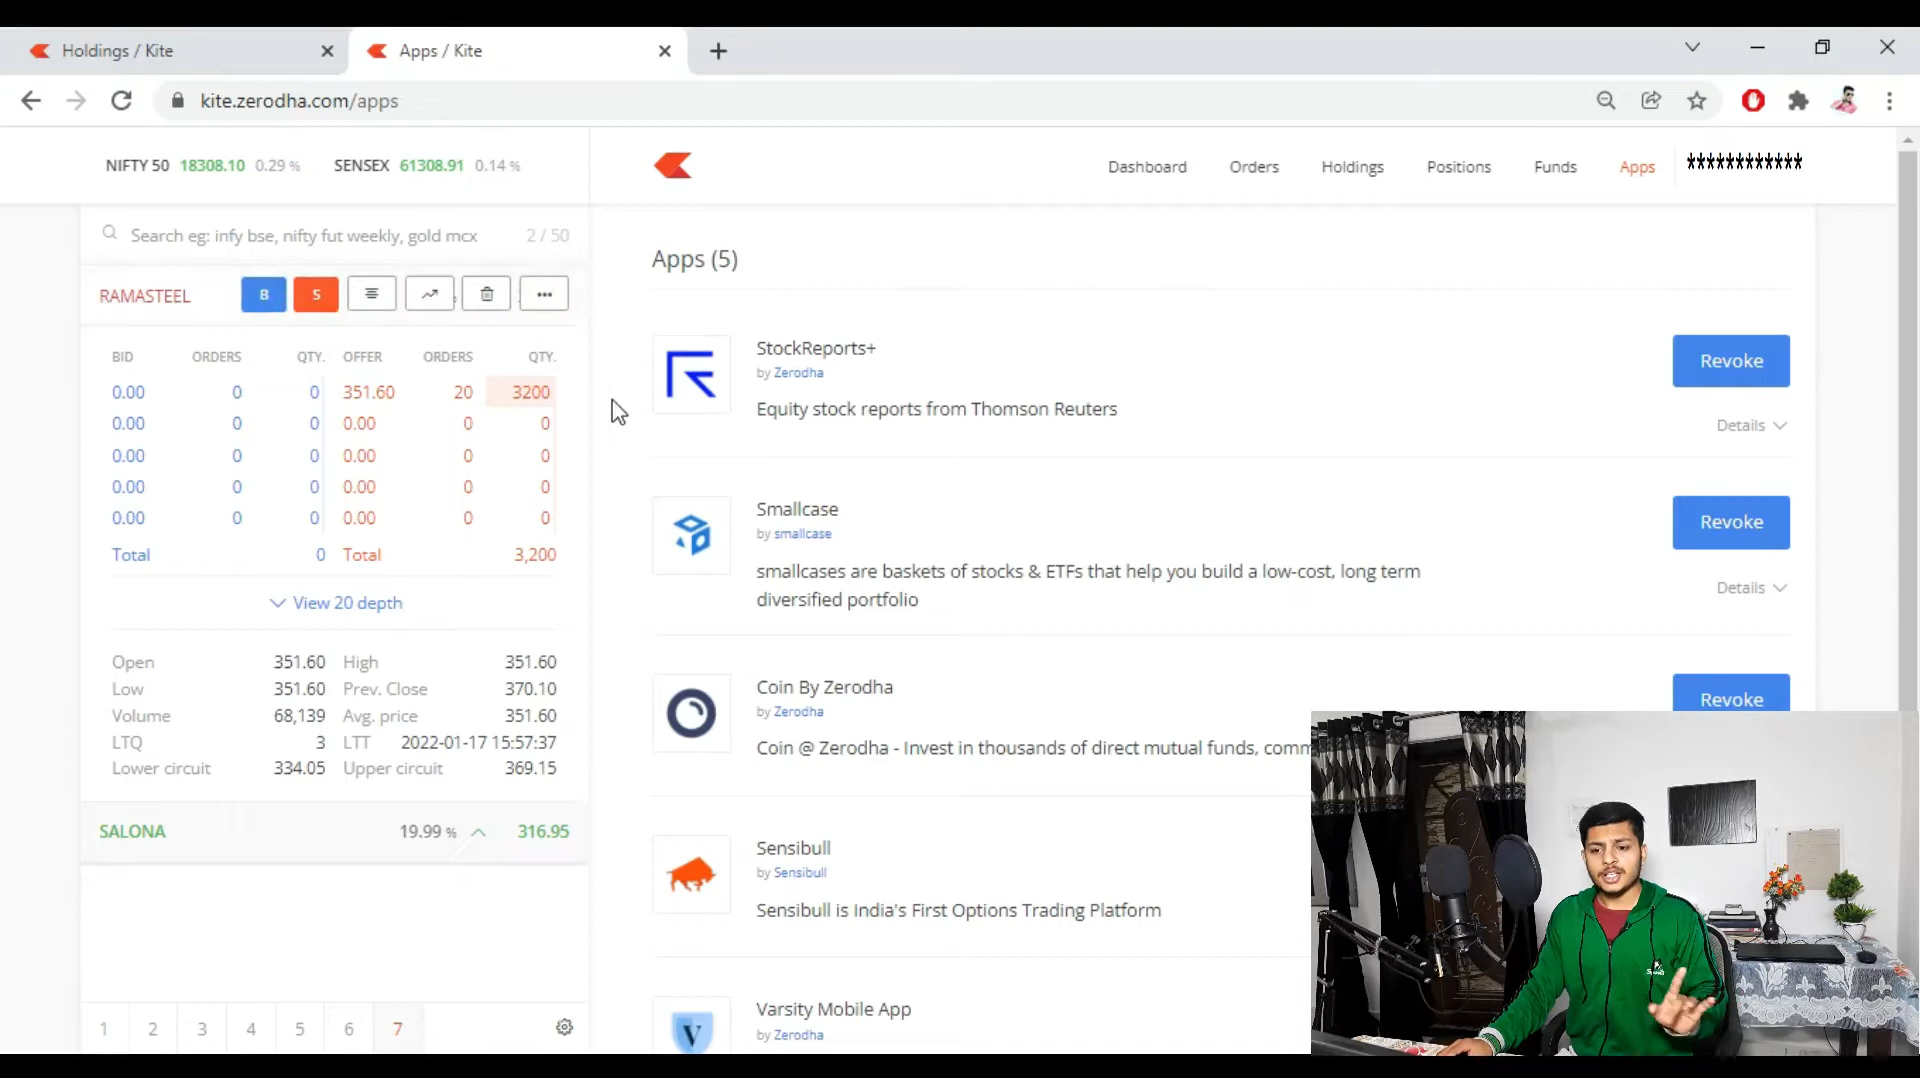 Holdings / Kite
Apps / Kite
kite.zerodha.com/apps
NIFTY 50 18308.10 0.29 % SENSEX 61308.91 0.14 %
Dashboard Orders Holdings Positions Funds Apps ************
Search eg: infy bse, nifty fut weekly, gold mcx 2 / 50
RAMASTEEL B S
BID ORDERS QTY. OFFER ORDERS QTY.
0.00 0 0 351.60 20 3200
0.00 0 0 0.00 0 0
0.00 0 0 0.00 0 0
0.00 0 0 0.00 0 0
0.00 0 0 0.00 0 0
Total 0 Total 3,200
View 20 depth
Open 351.60 High 351.60
Low 351.60 Prev. Close 370.10
Volume 68,139 Avg. price 351.60
LTQ 3 LTT 2022-01-17 15:57:37
Lower circuit 334.05 Upper circuit 369.15
SALONA 19.99 % 316.95
1 2 3 4 5 6 7
Apps (5)
StockReports+
by Zerodha
Equity stock reports from Thomson Reuters
Revoke
Details
Smallcase
by smallcase
smallcases are baskets of stocks & ETFs that help you build a low-cost, long term
diversified portfolio
Revoke
Details
Coin By Zerodha
by Zerodha
Coin @ Zerodha - Invest in thousands of direct mutual funds, comm
Revoke
Sensibull
by Sensibull
Sensibull is India's First Options Trading Platform
Varsity Mobile App
by Zerodha
V